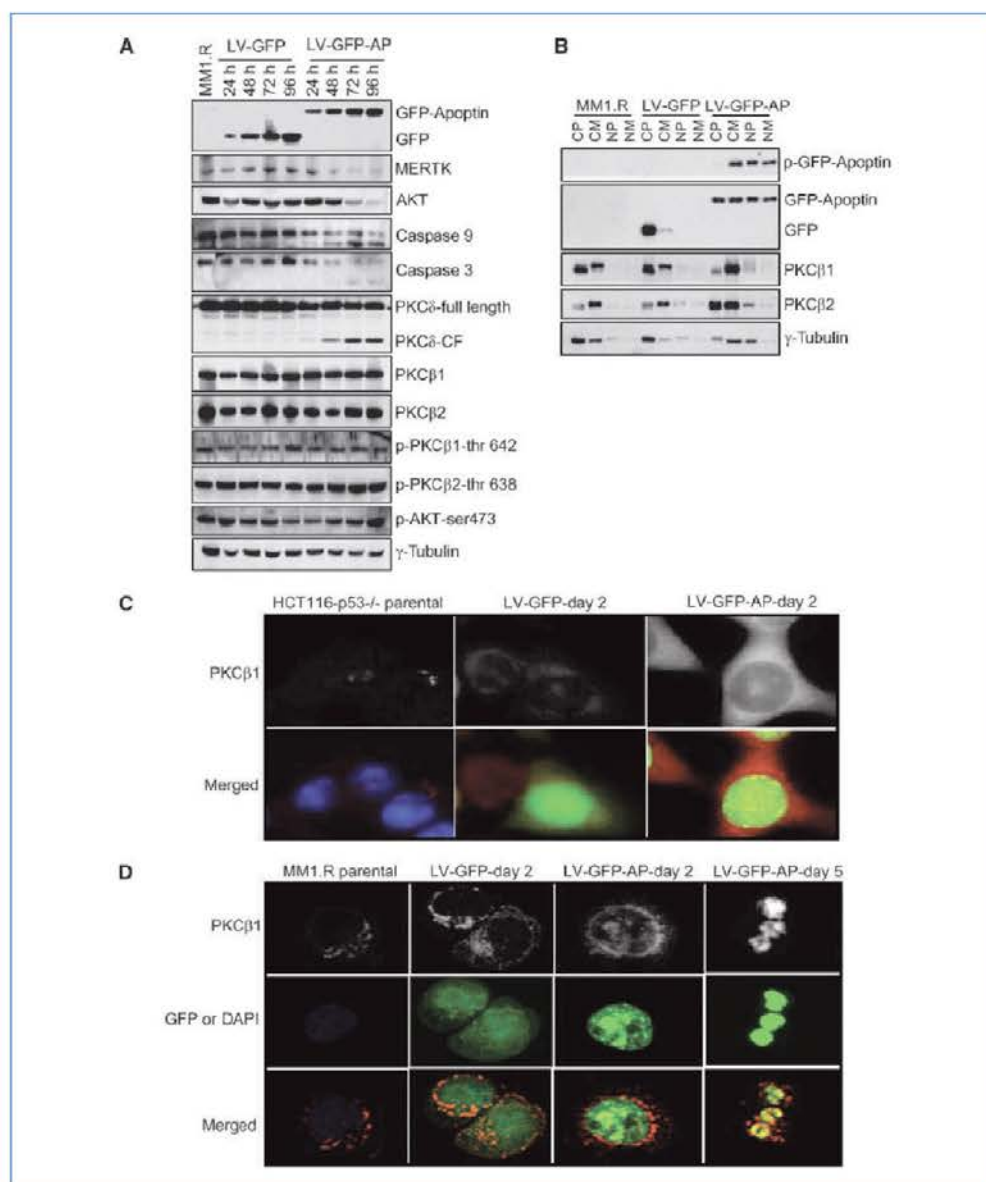 A
MM1.R
LV-GFP
24 h
48 h
72 h
96 h
LV-GFP-AP
24 h
48 h
72 h
96 h
GFP-Apoptin
GFP
MERTK
AKT
Caspase 9
Caspase 3
PKCδ-full length
PKCδ-CF
PKCβ1
PKCβ2
p-PKCβ1-thr 642
p-PKCβ2-thr 638
p-AKT-ser473
γ-Tubulin
B
MM1.R LV-GFP LV-GFP-AP
CP CM NP NM CP CM NP NM CP CM NP NM
p-GFP-Apoptin
GFP-Apoptin
GFP
PKCβ1
PKCβ2
γ-Tubulin
C
HCT116-p53-/- parental LV-GFP-day 2 LV-GFP-AP-day 2
PKCβ1
Merged
D
MM1.R parental LV-GFP-day 2 LV-GFP-AP-day 2 LV-GFP-AP-day 5
PKCβ1
GFP or DAPI
Merged